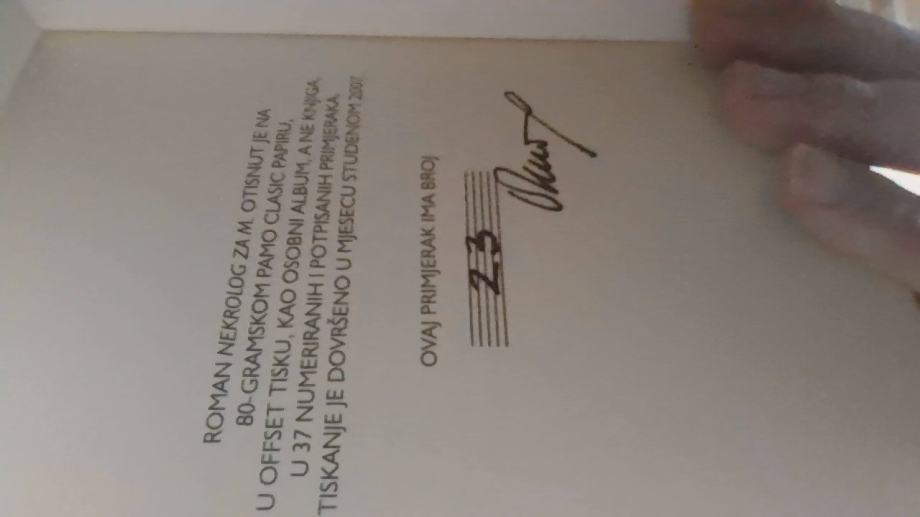 ROMAN NEKROLOG ZA M. OTISNUT JE NA
80-GRAMSKOM PAMO CLASIC PAPIRU,
U OFFSET TISKU, KAO OSOBNI ALBUM, A NE KNJIGA,
U 37 NUMERIRANIH I POTPISANIH PRIMJERAKA.
TISKANJE JE DOVRŠENO U MJESECU STUDENOM 2007.
OVAJ PRIMJERAK IMA BROJ
23